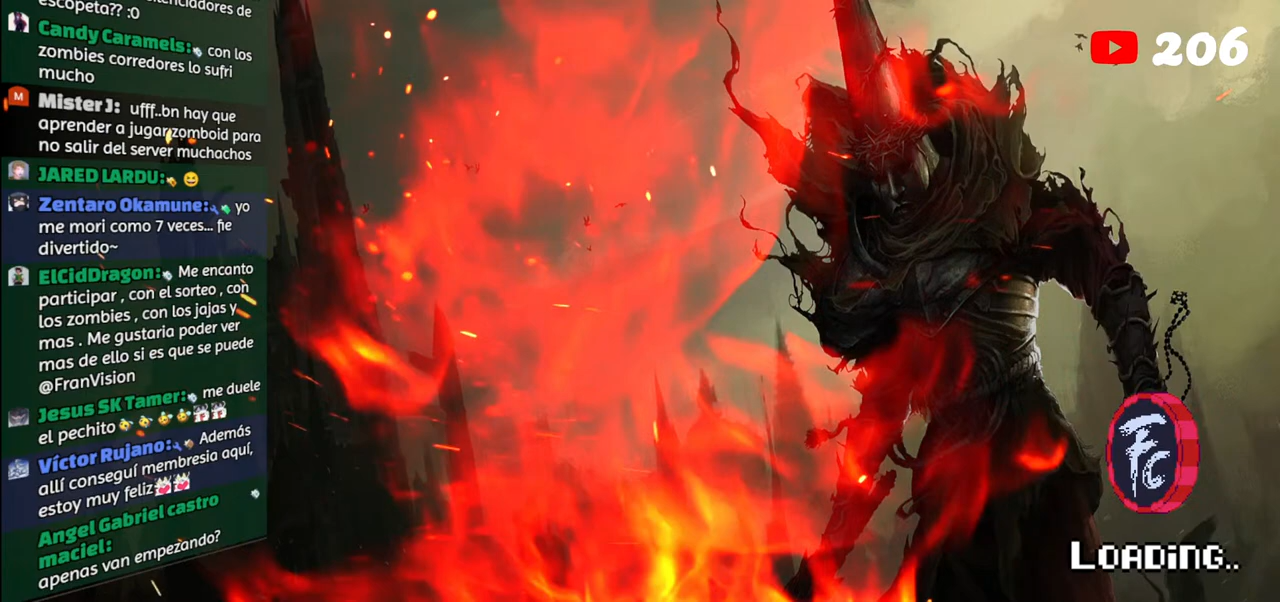 escopeta?? :O
Candy Caramels: con los
zombies corredores lo sufri
mucho
Mister J: ufff..bn hay que
aprender a jugar zomboid para
no salir del server muchachos
JARED LARDU:
Zentaro Okamune: yo
me mori como 7 veces... fie
divertido~
ElCidDragon: Me encanto
participar , con el sorteo , con
los zombies , con los jajas y
mas . Me gustaria poder ver
mas de ello si es que se puede
@FranVision
Jesus SK Tamer: me duele
el pechito
Víctor Rujano: Además
allí conseguí membresia aquí,
estoy muy feliz
Angel Gabriel castro
maciel:
apenas van empezando?
206
M
FC
LOADING..